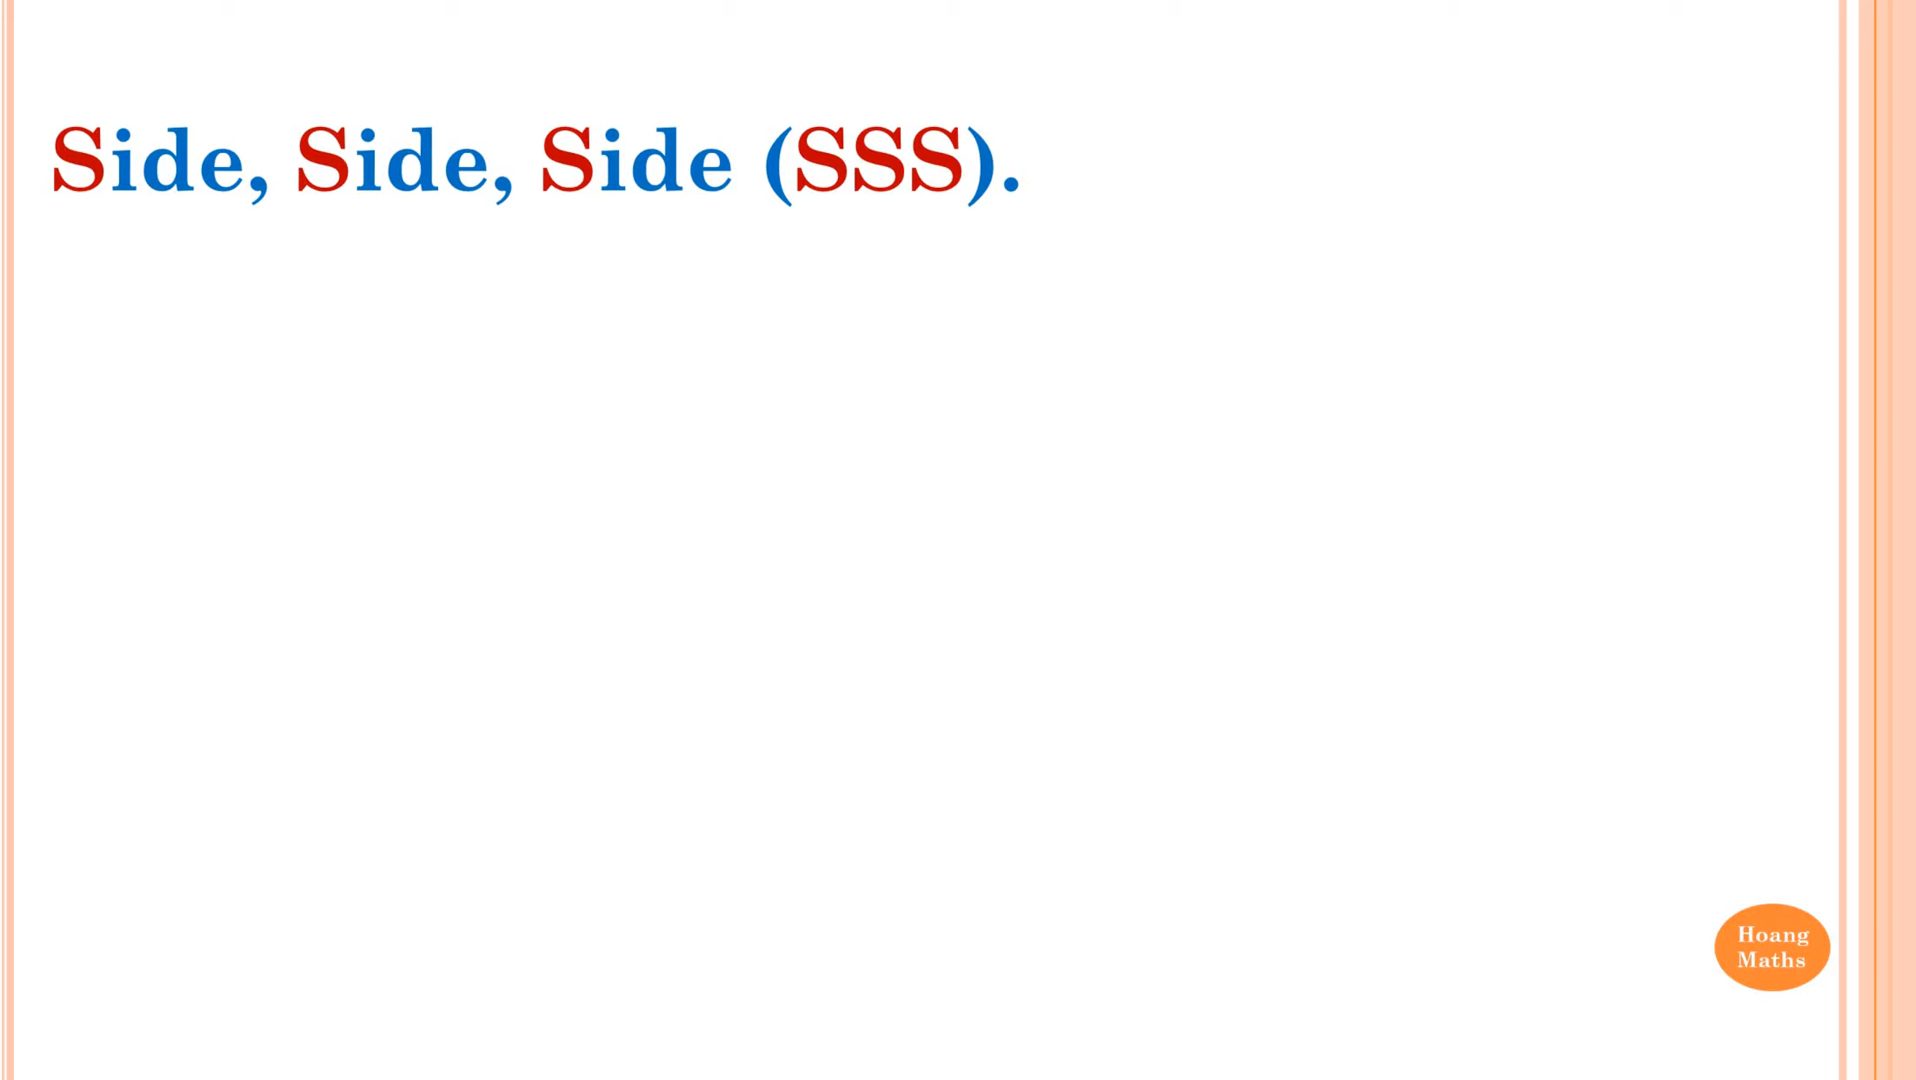 Side, Side, Side (SSS).
Hoang
Maths